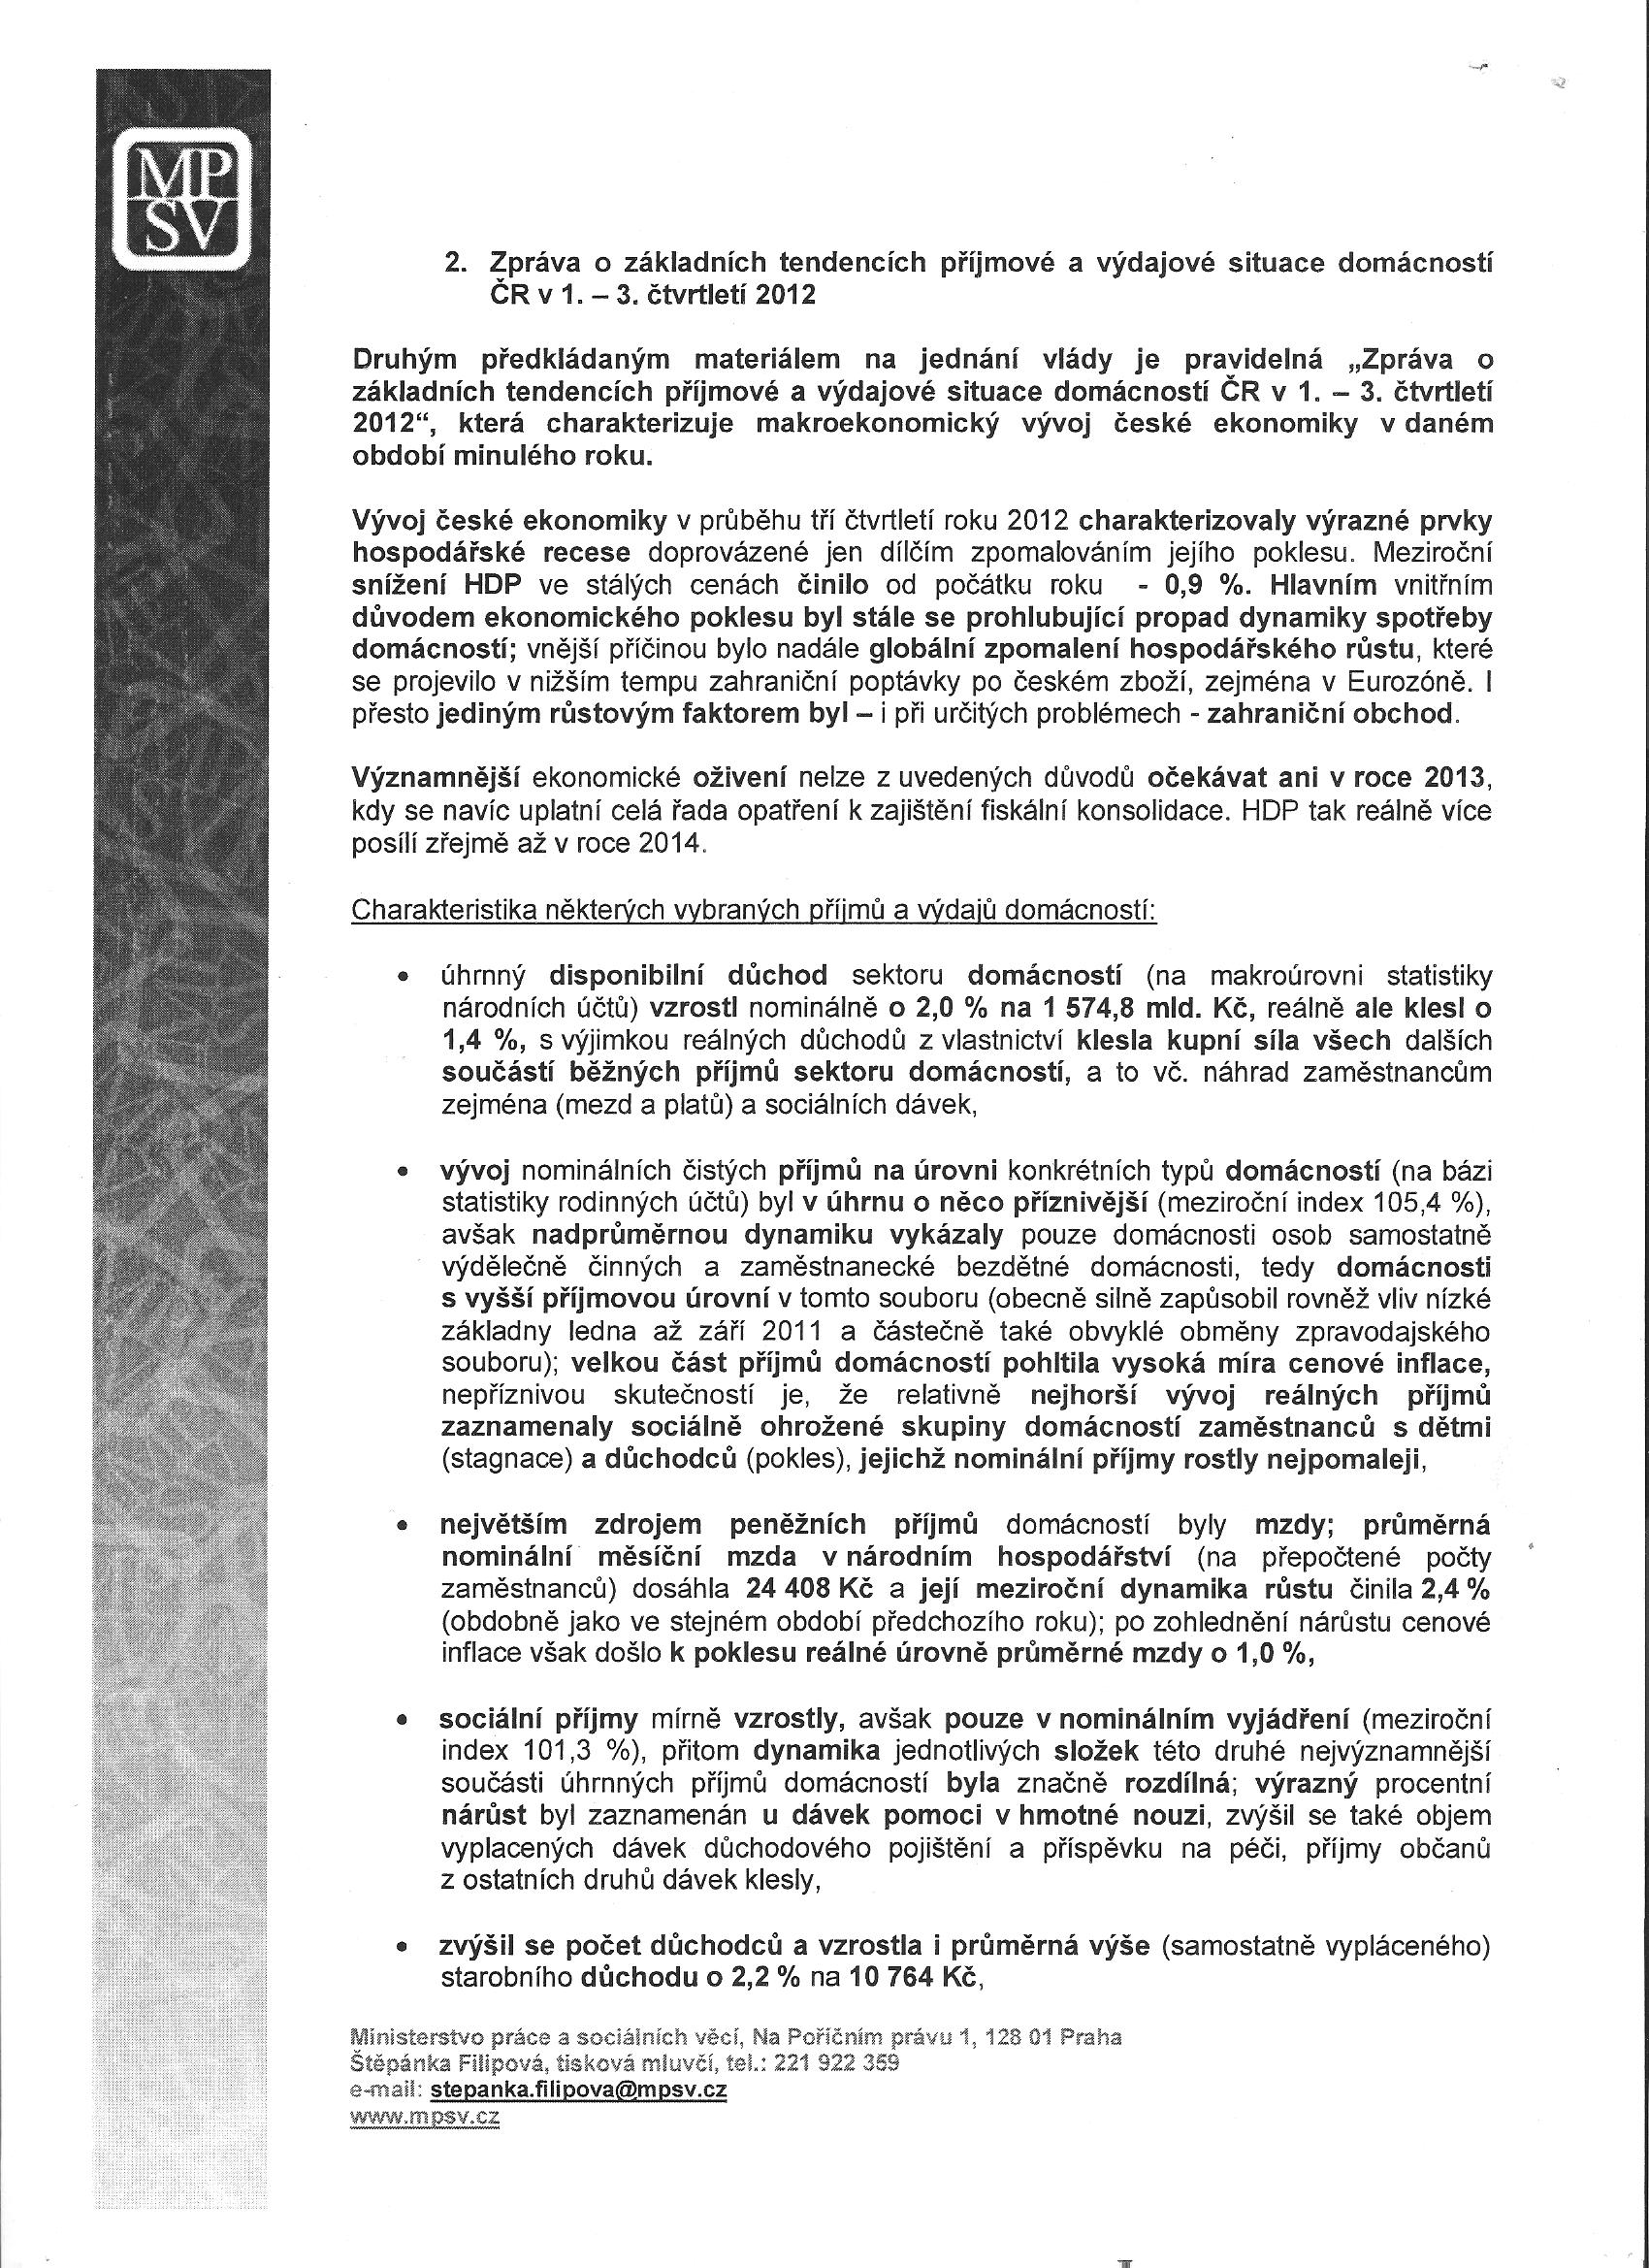 MP
SV
2. Zpráva o základních tendencích příjmové a výdajové situace domácností
ČR v 1. – 3. čtvrtletí 2012
Druhým předkládaným materiálem na jednání vlády je pravidelná „Zpráva o
základních tendencích příjmové a výdajové situace domácností ČR v 1. – 3. čtvrtletí
2012“, která charakterizuje makroekonomický vývoj české ekonomiky v daném
období minulého roku.
Vývoj české ekonomiky v průběhu tří čtvrtletí roku 2012 charakterizovaly výrazné prvky
hospodářské recese doprovázené jen dílčím zpomalováním jejího poklesu. Meziroční
snížení HDP ve stálých cenách činilo od počátku roku - 0,9 %. Hlavním vnitřním
důvodem ekonomického poklesu byl stále se prohlubující propad dynamiky spotřeby
domácností; vnější příčinou bylo nadále globální zpomalení hospodářského růstu, které
se projevilo v nižším tempu zahraniční poptávky po českém zboží, zejména v Eurozóně. I
přesto jediným růstovým faktorem byl – i při určitých problémech - zahraniční obchod.
Významnější ekonomické oživení nelze z uvedených důvodů očekávat ani v roce 2013,
kdy se navíc uplatní celá řada opatření k zajištění fiskální konsolidace. HDP tak reálně více
posílí zřejmě až v roce 2014.
Charakteristika některých vybraných příjmů a výdajů domácností:
• úhrnný disponibilní důchod sektoru domácností (na makroúrovni statistiky
národních účtů) vzrostl nominálně o 2,0 % na 1 574,8 mld. Kč, reálně ale klesl o
1,4 %, s výjimkou reálných důchodů z vlastnictví klesla kupní síla všech dalších
součástí běžných příjmů sektoru domácností, a to vč. náhrad zaměstnancům
zejména (mezd a platů) a sociálních dávek,
• vývoj nominálních čistých příjmů na úrovni konkrétních typů domácností (na bázi
statistiky rodinných účtů) byl v úhrnu o něco příznivější (meziroční index 105,4 %),
avšak nadprůměrnou dynamiku vykázaly pouze domácnosti osob samostatně
výdělečně činných a zaměstnanecké bezdětné domácnosti, tedy domácnosti
s vyšší příjmovou úrovní v tomto souboru (obecně silně zapůsobil rovněž vliv nízké
základny ledna až září 2011 a částečně také obvyklé obměny zpravodajského
souboru); velkou část příjmů domácností pohltila vysoká míra cenové inflace,
nepříznivou skutečností je, že relativně nejhorší vývoj reálných příjmů
zaznamenaly sociálně ohrožené skupiny domácností zaměstnanců s dětmi
(stagnace) a důchodců (pokles), jejichž nominální příjmy rostly nejpomaleji,
• největším zdrojem peněžních příjmů domácností byly mzdy; průměrná
nominální měsíční mzda v národním hospodářství (na přepočtené počty
zaměstnanců) dosáhla 24 408 Kč a její meziroční dynamika růstu činila 2,4 %
(obdobně jako ve stejném období předchozího roku); po zohlednění nárůstu cenové
inflace však došlo k poklesu reálné úrovně průměrné mzdy o 1,0 %,
• sociální příjmy mírně vzrostly, avšak pouze v nominálním vyjádření (meziroční
index 101,3 %), přitom dynamika jednotlivých složek této druhé nejvýznamnější
součásti úhrnných příjmů domácností byla značně rozdílná; výrazný procentní
nárůst byl zaznamenán u dávek pomoci v hmotné nouzi, zvýšil se také objem
vyplacených dávek důchodového pojištění a příspěvku na péči, příjmy občanů
z ostatních druhů dávek klesly,
• zvýšil se počet důchodců a vzrostla i průměrná výše (samostatně vypláceného)
starobního důchodu o 2,2 % na 10 764 Kč,
Ministerstvo práce a sociálních věcí, Na Poříčním právu 1, 128 01 Praha
Štěpánka Filipová, tisková mluvčí, tel.: 221 922 359
e-mail: stepanka.filipova@mpsv.cz
www.mpsv.cz